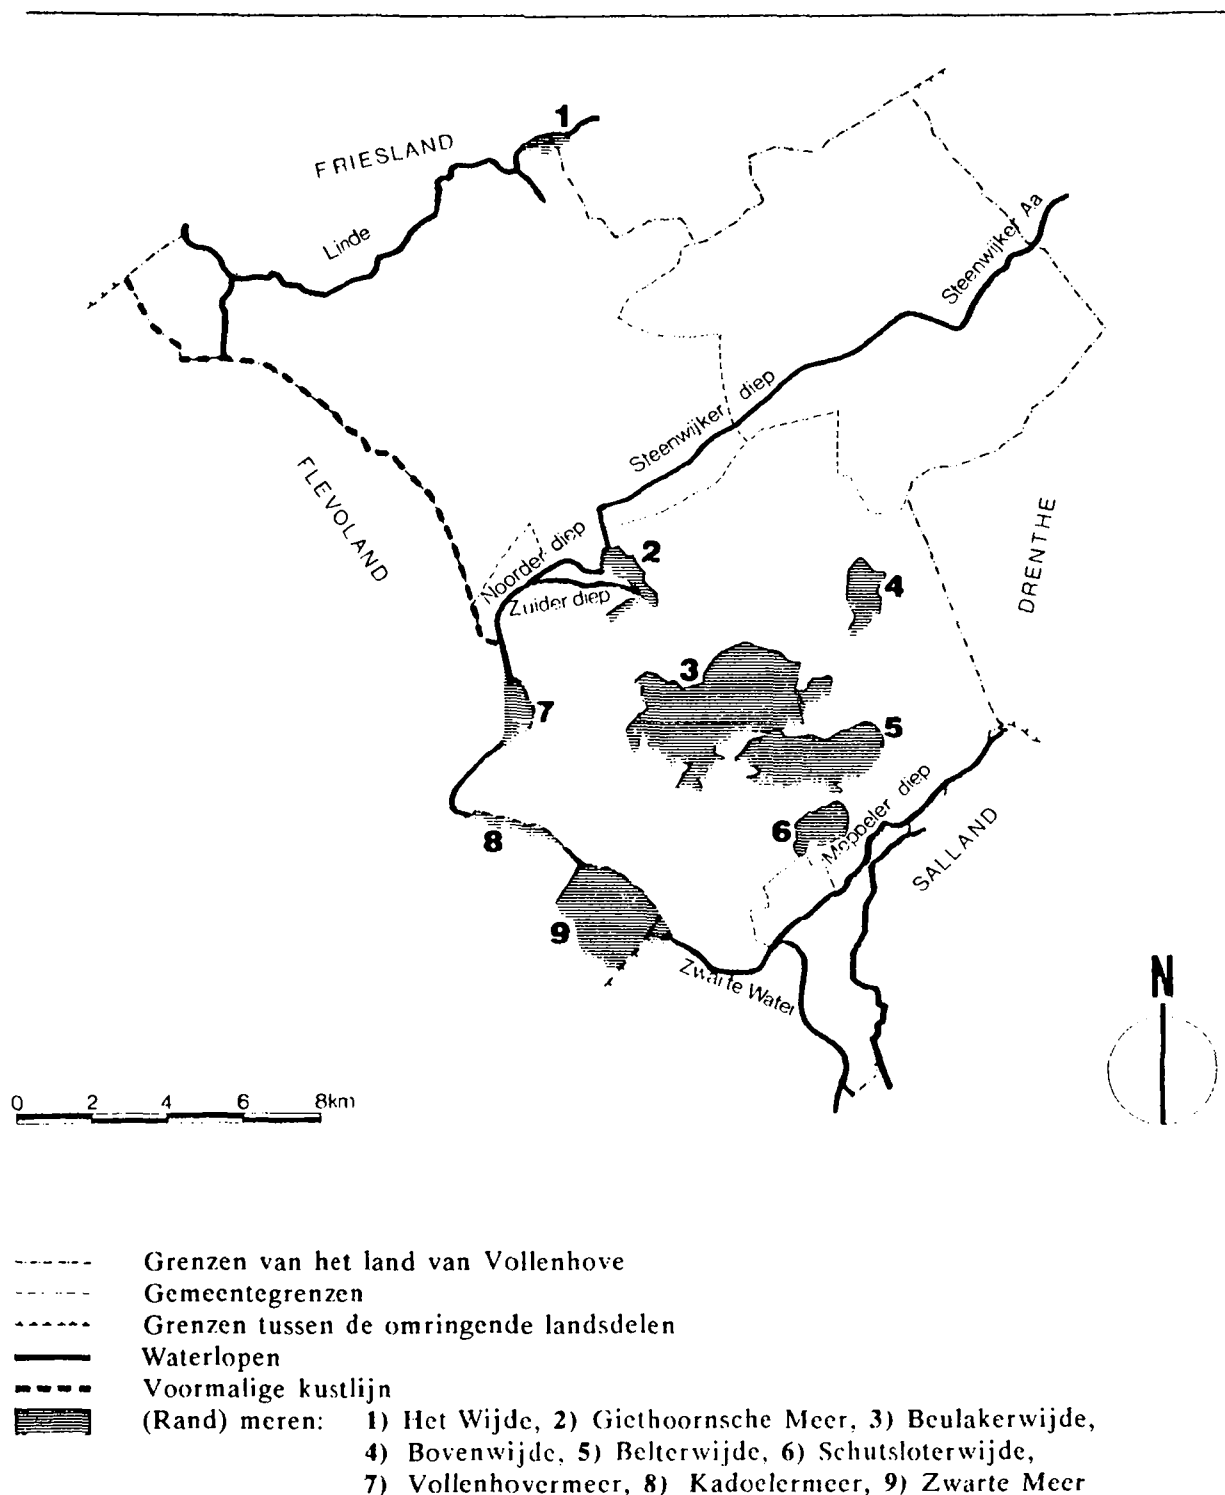 1
FRIESLAND
Linde
Steenwijker Aa
Steenwijker diep
FLEVOLAND
DRENTHE
Noorder diep
2
Zuider diep
4
3
7
5
6
Meppeler diep
8
SALLAND
9
Zwarte Water
N
0 2 4 6 8km
Grenzen van het land van Vollenhove
Gemeentegrenzen
Grenzen tussen de omringende landsdelen
Waterlopen
Voormalige kustlijn
(Rand) meren: 1) Het Wijde, 2) Giethoornsche Meer, 3) Beulakerwijde,
4) Bovenwijde, 5) Belterwijde, 6) Schutsloterwijde,
7) Vollenhovermeer, 8) Kadoelermeer, 9) Zwarte Meer